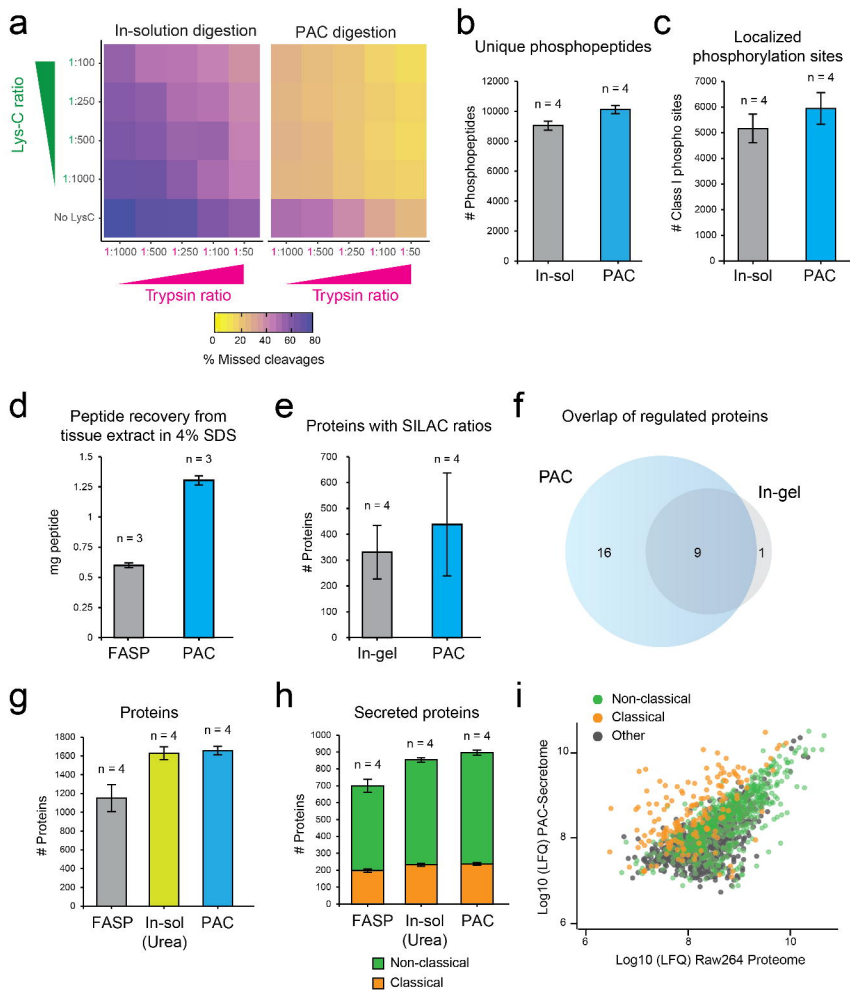 a
In-solution digestion
PAC digestion
Lys-C ratio
1:100
1:250
1:500
1:1000
No LysC
1:1000 1:500 1:250 1:100 1:50
1:1000 1:500 1:250 1:100 1:50
Trypsin ratio
Trypsin ratio
0 20 40 60 80
% Missed cleavages
b
Unique phosphopeptides
# Phosphopeptides
12000
10000
8000
6000
4000
2000
0
n = 4
n = 4
In-sol
PAC
c
Localized
phosphorylation sites
# Class I phospho sites
7000
6000
5000
4000
3000
2000
1000
0
n = 4
n = 4
In-sol
PAC
d
Peptide recovery from
tissue extract in 4% SDS
mg peptide
1.5
1.25
1
0.75
0.5
1.25
0
n = 3
n = 3
FASP
PAC
e
Proteins with SILAC ratios
# Proteins
700
600
500
400
300
200
100
0
n = 4
n = 4
In-gel
PAC
f
Overlap of regulated proteins
PAC
In-gel
16
9
1
g
Proteins
# Proteins
1800
1600
1400
1200
1000
800
600
400
200
0
n = 4
n = 4
n = 4
FASP
In-sol
(Urea)
PAC
h
Secreted proteins
# Proteins
1000
900
800
700
600
500
400
300
200
100
0
n = 4
n = 4
n = 4
FASP
In-sol
(Urea)
PAC
Non-classical
Classical
i
Non-classical
Classical
Other
Log10 (LFQ) PAC-Secretome
10
8
6
6
8
10
Log10 (LFQ) Raw264 Proteome